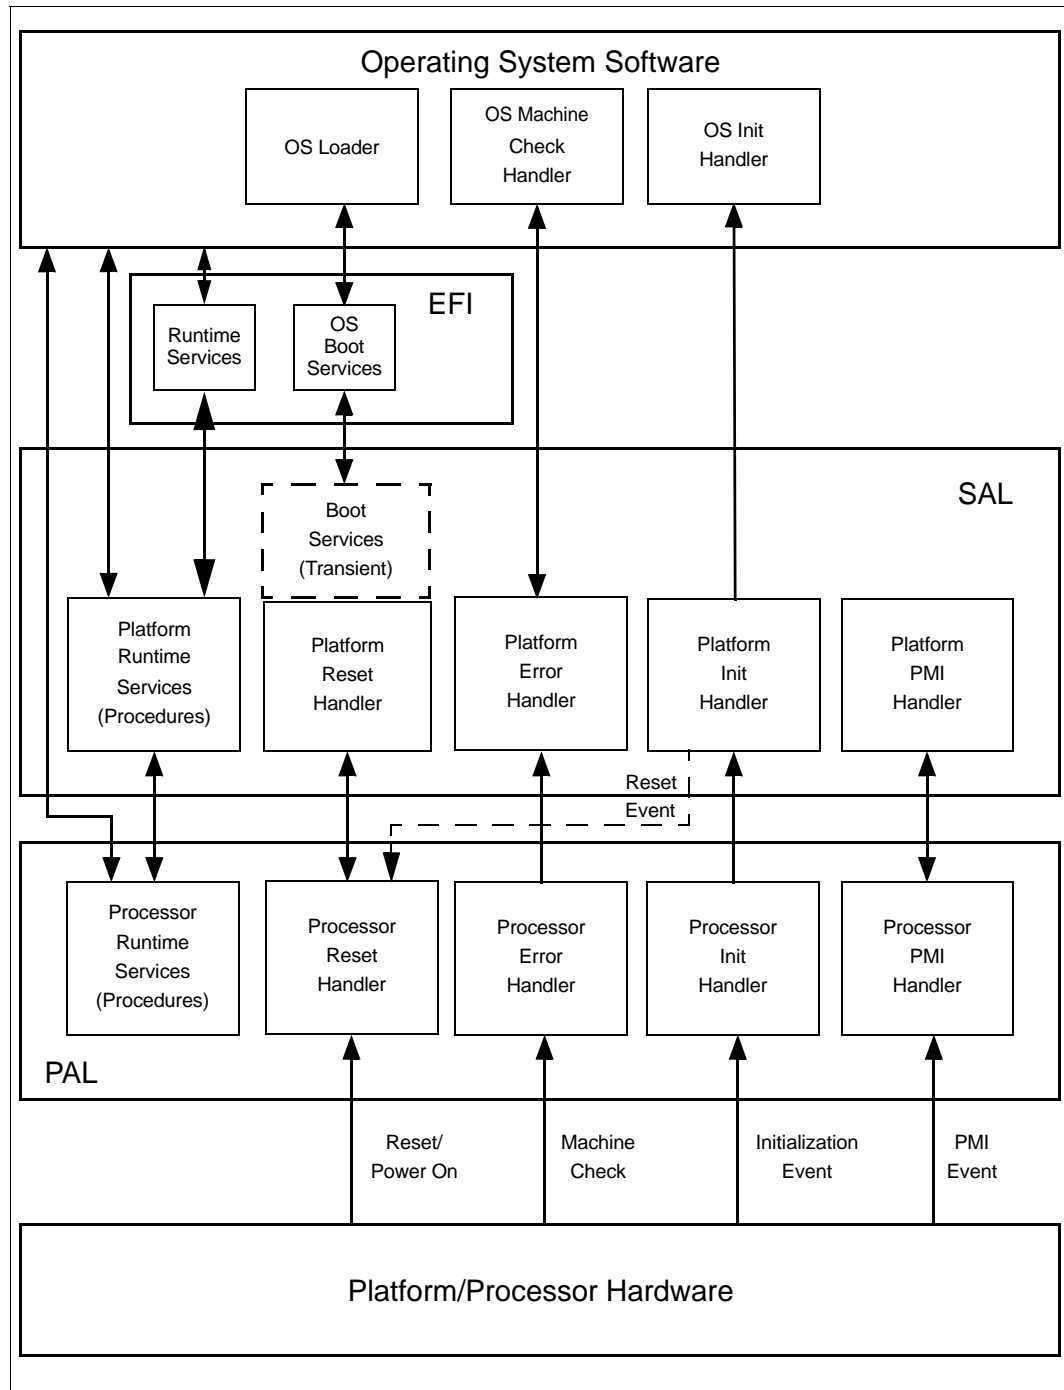 Operating System Software
OS Loader
OS Machine
Check
Handler
OS Init
Handler
EFI
Runtime
Services
OS
Boot
Services
SAL
Boot
Services
(Transient)
Platform
Runtime
Services
(Procedures)
Platform
Reset
Handler
Platform
Error
Handler
Platform
Init
Handler
Platform
PMI
Handler
Reset
Event
Processor
Runtime
Services
(Procedures)
Processor
Reset
Handler
Processor
Error
Handler
Processor
Init
Handler
Processor
PMI
Handler
PAL
Reset/
Power On
Machine
Check
Initialization
Event
PMI
Event
Platform/Processor Hardware